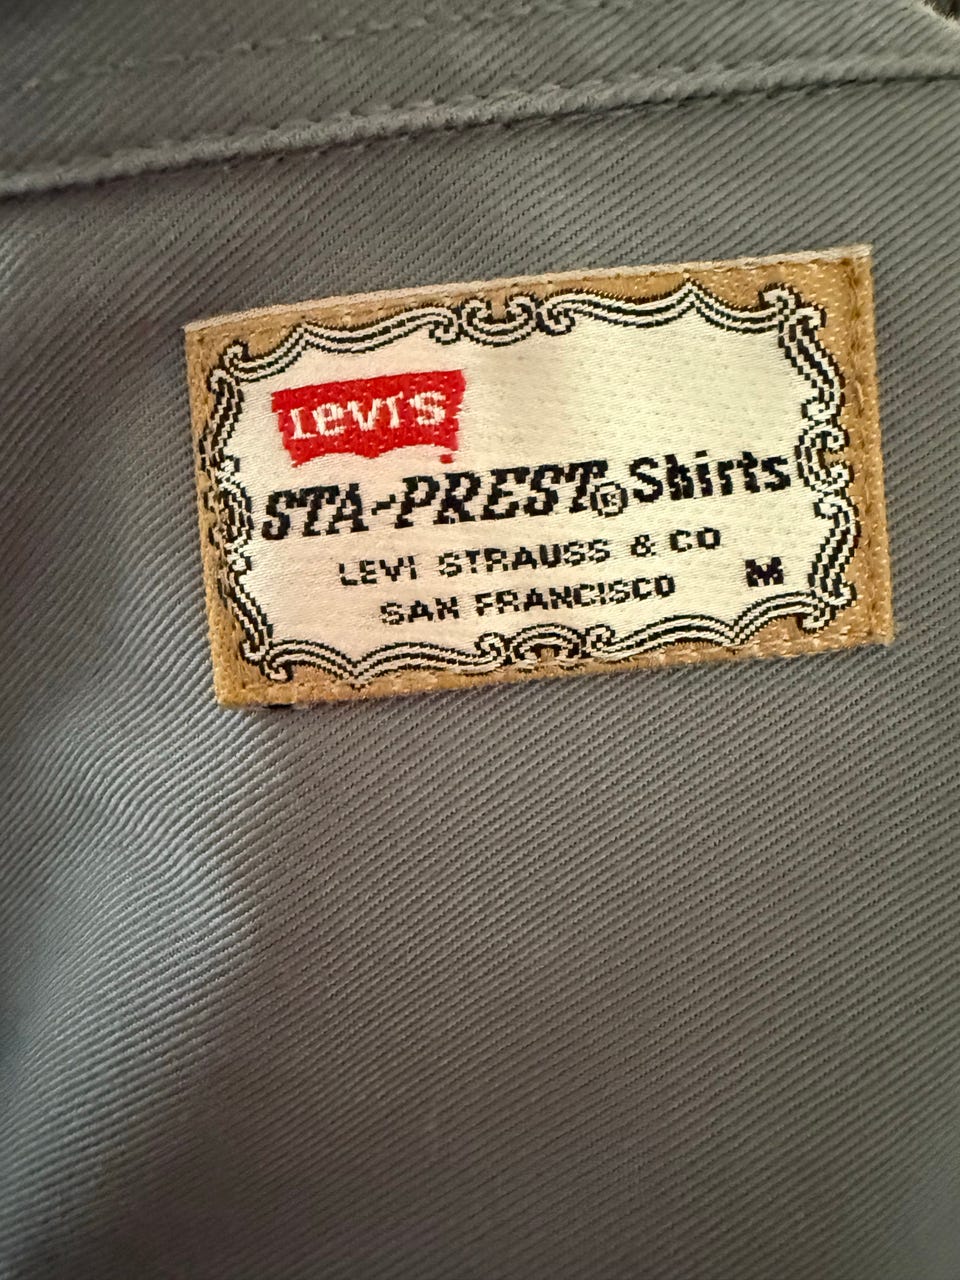 Levi's
STA-PREST® Shirts
LEVI STRAUSS & CO
SAN FRANCISCO M